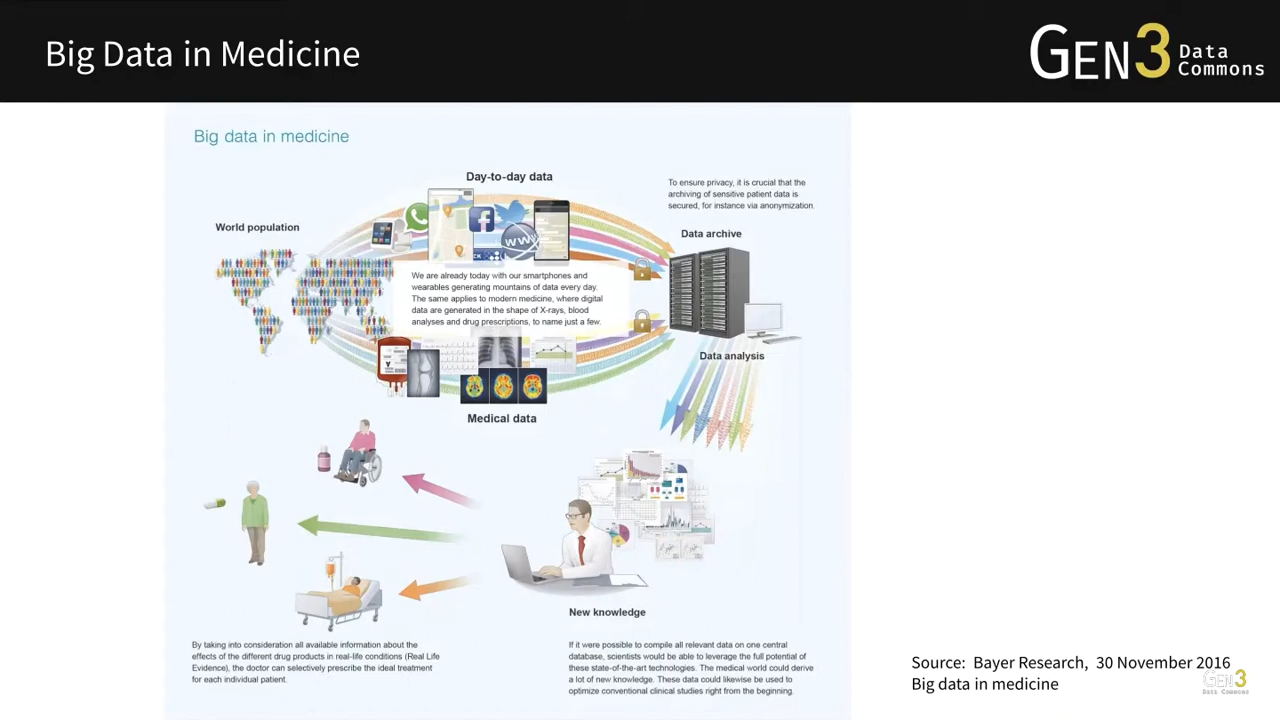 Big Data in Medicine
GEN3 Data
Commons
Big data in medicine
Day-to-day data
To ensure privacy, it is crucial that the
archiving of sensitive patient data is
secured, for instance via anonymization.
World population
Data archive
www
We are already today with our smartphones and
wearables generating mountains of data every day.
The same applies to modern medicine, where digital
data are generated in the shape of X-rays, blood
analyses and drug prescriptions, to name just a few.
Data analysis
Medical data
New knowledge
By taking into consideration all available information about the
effects of the different drug products in real-life conditions (Real Life
Evidence), the doctor can selectively prescribe the ideal treatment
for each individual patient.
If it were possible to compile all relevant data on one central
database, scientists would be able to leverage the full potential of
these state-of-the-art technologies. The medical world could derive
a lot of new knowledge. These data could likewise be used to
optimize conventional clinical studies right from the beginning.
Source: Bayer Research, 30 November 2016
Big data in medicine
GEN3
DATA COMMONS